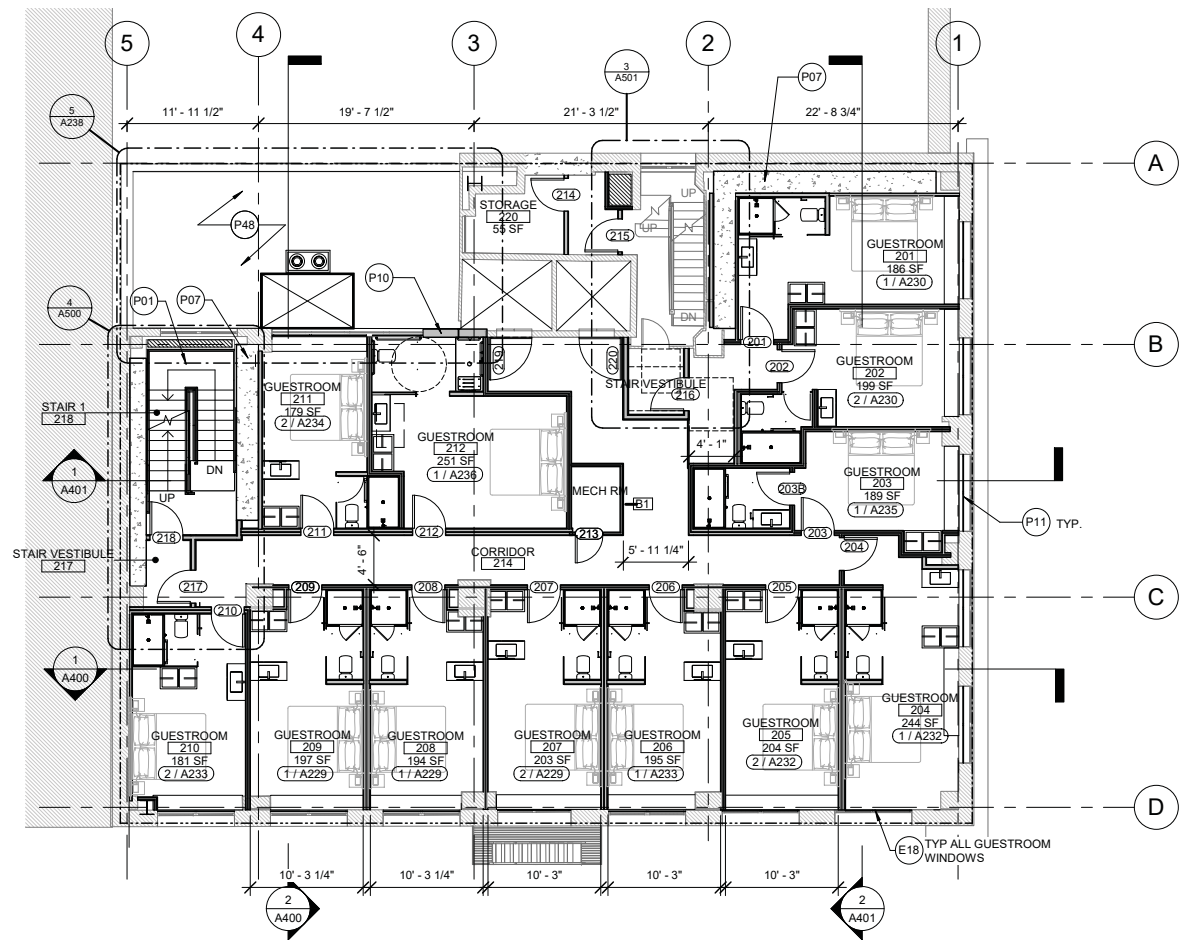 5
4
3
2
1
3
A501
P07
5
A238
11' - 11 1/2"
19' - 7 1/2"
21' - 3 1/2"
22' - 8 3/4"
A
214
STORAGE
220
55 SF
UP
UP
215
P48
GUESTROOM
201
186 SF
1 / A230
P10
4
A500
P01
P07
DN
201
B
219
220
202
GUESTROOM
202
199 SF
2 / A230
STAIR VESTIBULE
216
GUESTROOM
211
179 SF
2 / A234
STAIR 1
218
GUESTROOM
212
251 SF
1 / A236
4' - 1"
GUESTROOM
203
189 SF
1 / A235
1
A401
DN
UP
MECH RM
B1
203B
P11 TYP.
218
211
212
213
203
204
STAIR VESTIBULE
217
CORRIDOR
214
5' - 11 1/4"
4' - 6"
217
210
209
208
207
206
205
C
1
A400
GUESTROOM
210
181 SF
2 / A233
GUESTROOM
209
197 SF
1 / A229
GUESTROOM
208
194 SF
1 / A229
GUESTROOM
207
203 SF
2 / A229
GUESTROOM
206
195 SF
1 / A233
GUESTROOM
205
204 SF
2 / A232
GUESTROOM
204
244 SF
1 / A232
D
E18 TYP ALL GUESTROOM
WINDOWS
10' - 3 1/4"
10' - 3 1/4"
10' - 3"
10' - 3"
10' - 3"
2
A400
2
A401